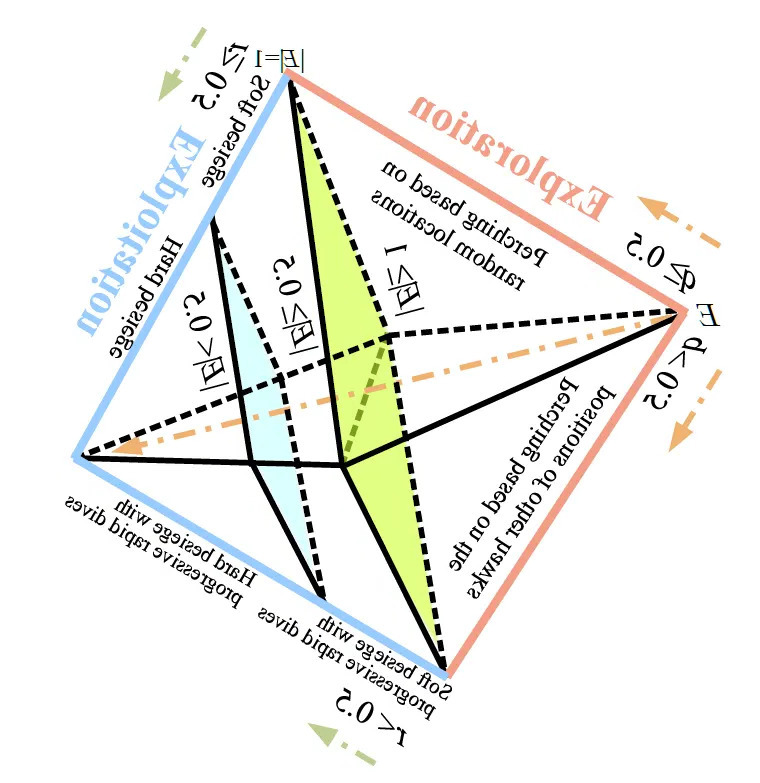 |E|=1
r≥ 0.5
Soft besiege
Exploitation
Hard besiege
Exploration
Perching based on
random locations
q≥ 0.5
E
q< 0.5
|E|≥ 1
|E|≥ 0.5
|E|< 0.5
Perching based on the
positions of other hawks
Hard besiege with
progressive rapid dives
Soft besiege with
progressive rapid dives
r< 0.5